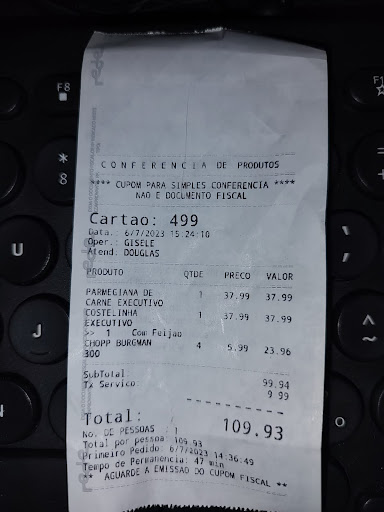 CONFERENCIA DE PRODUTOS
**** CUPOM PARA SIMPLES CONFERENCIA ****
NAO E DOCUMENTO FISCAL
Cartao: 499
Data.: 6/7/2023 15:24:10
Oper.: GISELE
Atend: DOUGLAS
PRODUTO QTDE PRECO VALOR
PARMEGIANA DE 1 37.99 37.99
CARNE EXECUTIVO
COSTELINHA 1 37.99 37.99
EXECUTIVO
>> 1 Com Feijao
CHOPP BURGMAN 4 5.99 23.96
300
SubTotal: 99.94
Tx Servico: 9.99
Total: 109.93
No. DE PESSOAS : 1
Total por pessoa: 109.93
Primeiro Pedido: 6/7/2023 14:36:49
Tempo de Permanencia: 47 min
** AGUARDE A EMISSAO DO CUPOM FISCAL **
F8
*
8
U
J